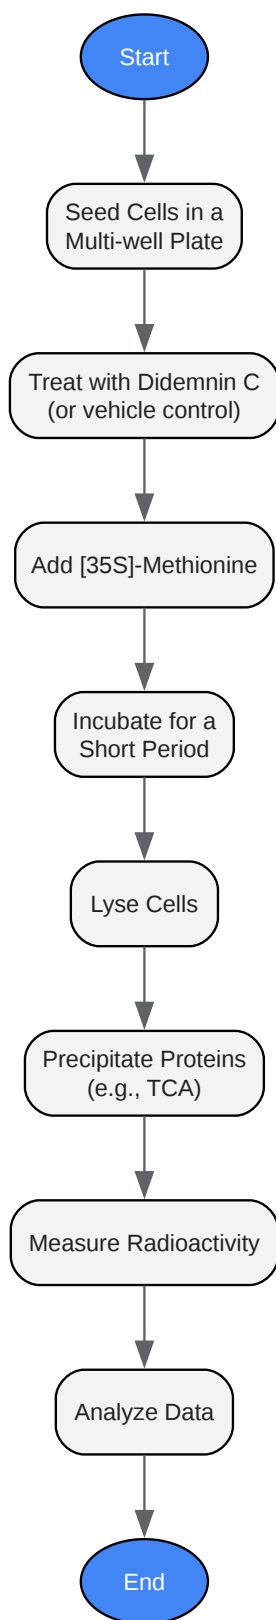 Start
Seed Cells in a
Multi-well Plate
Treat with Didemnin C
(or vehicle control)
Add [35S]-Methionine
Incubate for a
Short Period
Lyse Cells
Precipitate Proteins
(e.g., TCA)
Measure Radioactivity
Analyze Data
End